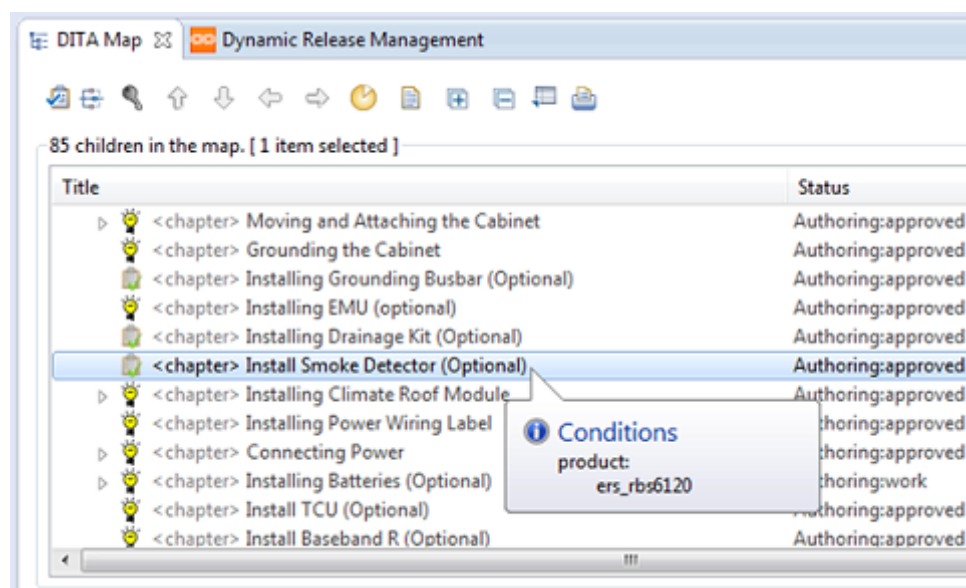 DITA Map Dynamic Release Management
85 children in the map. [ 1 item selected ]
Title Status
<chapter> Moving and Attaching the Cabinet Authoring:approved
<chapter> Grounding the Cabinet Authoring:approved
<chapter> Installing Grounding Busbar (Optional) Authoring:approved
<chapter> Installing EMU (optional) Authoring:approved
<chapter> Installing Drainage Kit (Optional) Authoring:approved
<chapter> Install Smoke Detector (Optional) Authoring:approved
<chapter> Installing Climate Roof Module Authoring:approved
<chapter> Installing Power Wiring Label thoring:approved
<chapter> Connecting Power thoring:approved
<chapter> Installing Batteries (Optional) thoring:work
<chapter> Install TCU (Optional) thoring:approved
<chapter> Install Baseband R (Optional) Authoring:approved
Conditions
product:
ers_rbs6120